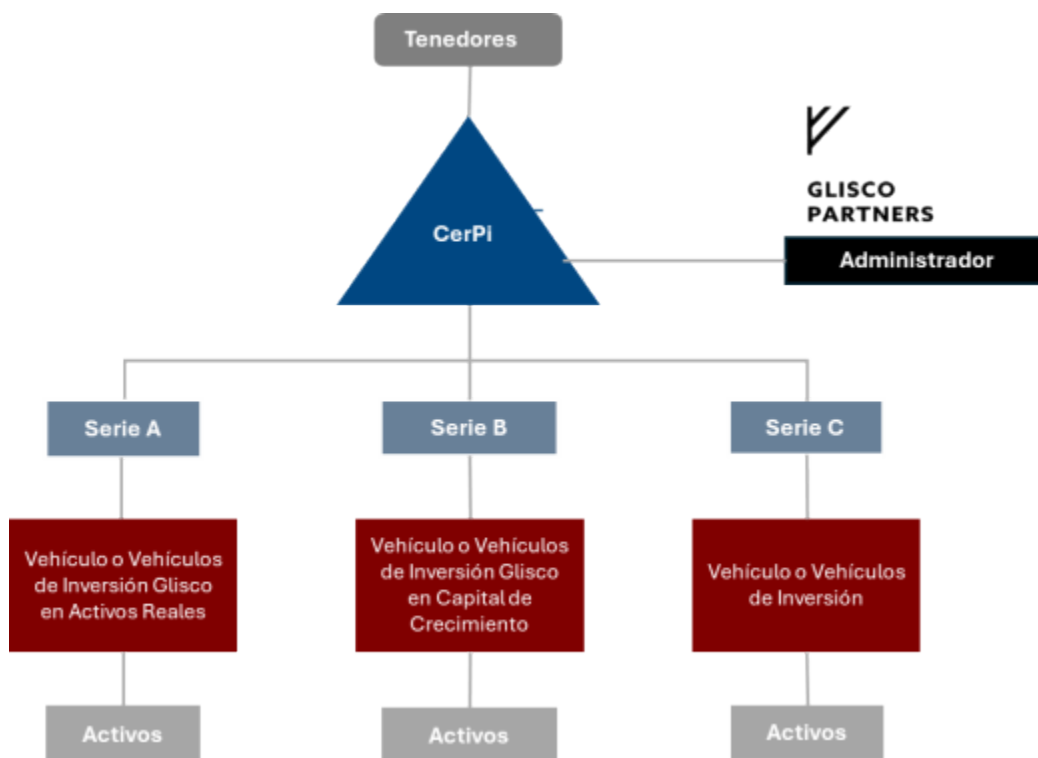 Tenedores
CerPi
GLISCO
PARTNERS
Administrador
Serie A
Serie B
Serie C
Vehículo o Vehículos
de Inversión Glisco
en Activos Reales
Vehículo o Vehículos
de Inversión Glisco
en Capital de
Crecimiento
Vehículo o Vehículos
de Inversión
Activos
Activos
Activos